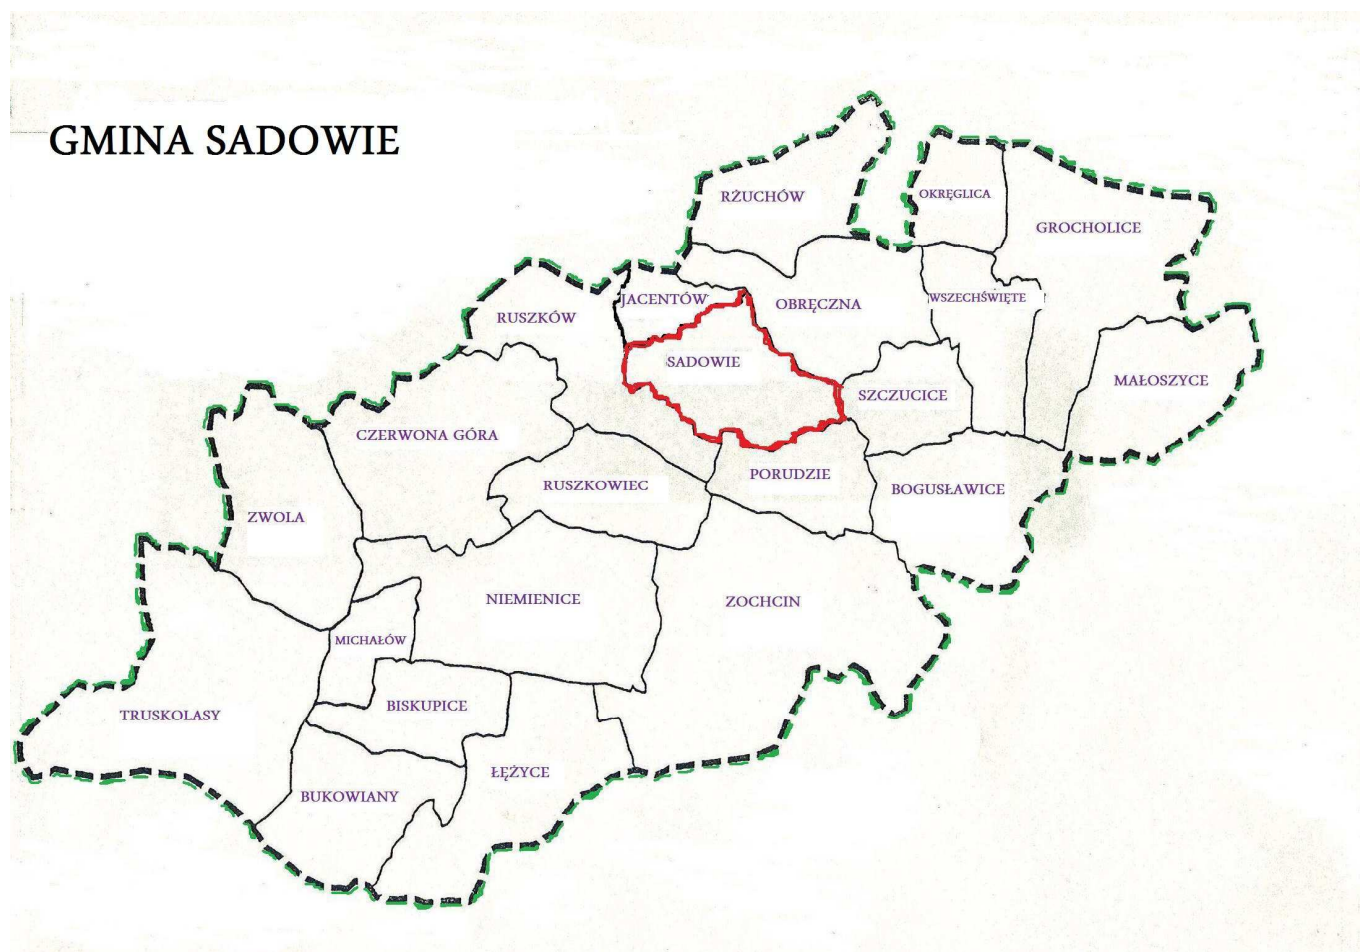 GMINA SADOWIE
RŻUCHÓW
OKRĘGLICA
GROCHOLICE
JACENTÓW
OBRĘCZNA
WSZECHŚWIĘTE
RUSZKÓW
SADOWIE
SZCZUCICE
MAŁOSZYCE
CZERWONA GÓRA
PORUDZIE
RUSZKOWIEC
BOGUSŁAWICE
ZWOLA
NIEMIENICE
ZOCHCIN
MICHAŁÓW
BISKUPICE
TRUSKOLASY
ŁĘŻYCE
BUKOWIANY